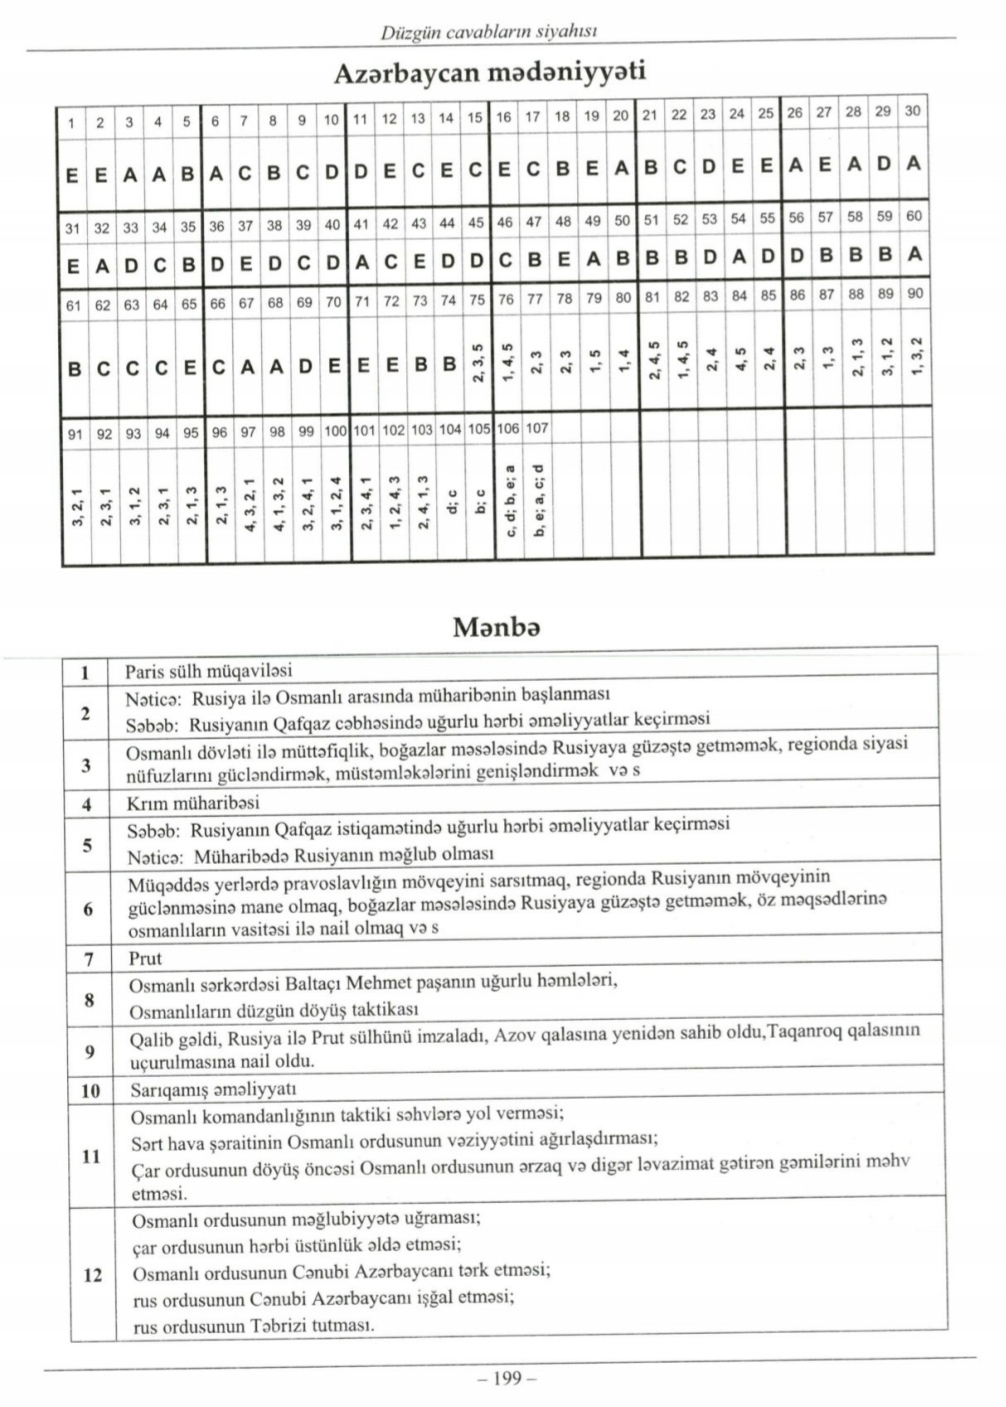 Düzgün cavabların siyahısı
Azərbaycan mədəniyyəti
1 2 3 4 5 6 7 8 9 10 11 12 13 14 15 16 17 18 19 20 21 22 23 24 25 26 27 28 29 30
E E A A B A C B C D D E C E C E C B E A B C D E E A E A D A
31 32 33 34 35 36 37 38 39 40 41 42 43 44 45 46 47 48 49 50 51 52 53 54 55 56 57 58 59 60
E A D C B D E D C D A C E D D C B E A B B B D A D D B B B A
61 62 63 64 65 66 67 68 69 70 71 72 73 74 75 76 77 78 79 80 81 82 83 84 85 86 87 88 89 90
B C C C E C A A D E E E B B 2, 3, 5 1, 4, 5 2, 3 2, 3 1, 5 1, 4 2, 4, 5 1, 4, 5 2, 4 4, 5 2, 4 2, 3 1, 3 2, 1, 3 3, 1, 2 1, 3, 2
91 92 93 94 95 96 97 98 99 100 101 102 103 104 105 106 107
3, 2, 1 2, 3, 1 3, 1, 2 2, 3, 1 2, 1, 3 2, 1, 3 4, 3, 2, 1 4, 1, 3, 2 3, 2, 4, 1 3, 1, 2, 4 2, 3, 4, 1 1, 2, 4, 3 2, 4, 1, 3 d; c b; c c, d; b, e; a b, e; a, c; d
Mənbə
1 Paris sülh müqaviləsi
2 Nəticə: Rusiya ilə Osmanlı arasında müharibənin başlanması
Səbəb: Rusiyanın Qafqaz cəbhəsində uğurlu hərbi əməliyyatlar keçirməsi
3 Osmanlı dövləti ilə müttəfiqlik, boğazlar məsələsində Rusiyaya güzəştə getməmək, regionda siyasi
nüfuzlarını gücləndirmək, müstəmləkələrini genişləndirmək və s
4 Krım müharibəsi
5 Səbəb: Rusiyanın Qafqaz istiqamətində uğurlu hərbi əməliyyatlar keçirməsi
Nəticə: Müharibədə Rusiyanın məğlub olması
6 Müqəddəs yerlərdə pravoslavlığın mövqeyini sarsıtmaq, regionda Rusiyanın mövqeyinin
güclənməsinə mane olmaq, boğazlar məsələsində Rusiyaya güzəştə getməmək, öz məqsədlərinə
osmanlıların vasitəsi ilə nail olmaq və s
7 Prut
8 Osmanlı sərkərdəsi Baltaçı Mehmet paşanın uğurlu həmlələri,
Osmanlıların düzgün döyüş taktikası
9 Qalib gəldi, Rusiya ilə Prut sülhünü imzaladı, Azov qalasına yenidən sahib oldu,Taqanroq qalasının
uçurulmasına nail oldu.
10 Sarıqamış əməliyyatı
11 Osmanlı komandanlığının taktiki səhvlərə yol verməsi;
Sərt hava şəraitinin Osmanlı ordusunun vəziyyətini ağırlaşdırması;
Çar ordusunun döyüş öncəsi Osmanlı ordusunun ərzaq və digər ləvazimat gətirən gəmilərini məhv
etməsi.
12 Osmanlı ordusunun məğlubiyyətə uğraması;
çar ordusunun hərbi üstünlük əldə etməsi;
Osmanlı ordusunun Cənubi Azərbaycanı tərk etməsi;
rus ordusunun Cənubi Azərbaycanı işğal etməsi;
rus ordusunun Təbrizi tutması.
– 199 –